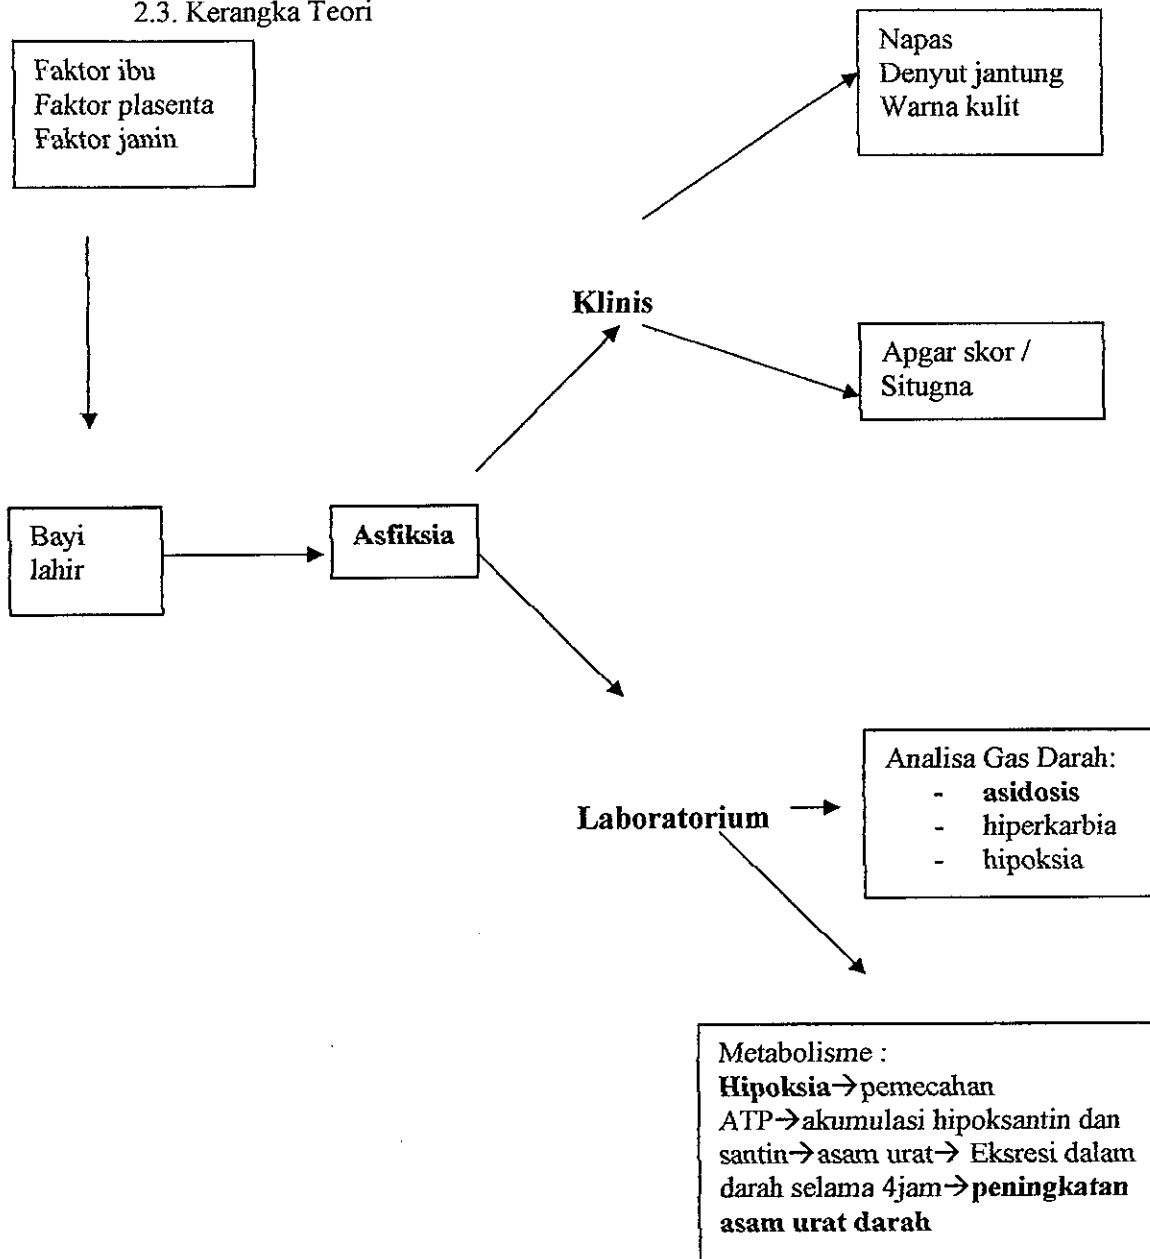 2.3. Kerangka Teori
Faktor ibu
Faktor plasenta
Faktor janin
Napas
Denyut jantung
Warna kulit
Klinis
Apgar skor /
Situgna
Bayi
lahir
Asfiksia
Laboratorium
Analisa Gas Darah:
- asidosis
- hiperkarbia
- hipoksia
Metabolisme :
Hipoksia→pemecahan
ATP→akumulasi hipoksantin dan
santin→asam urat→ Eksresi dalam
darah selama 4jam→peningkatan
asam urat darah